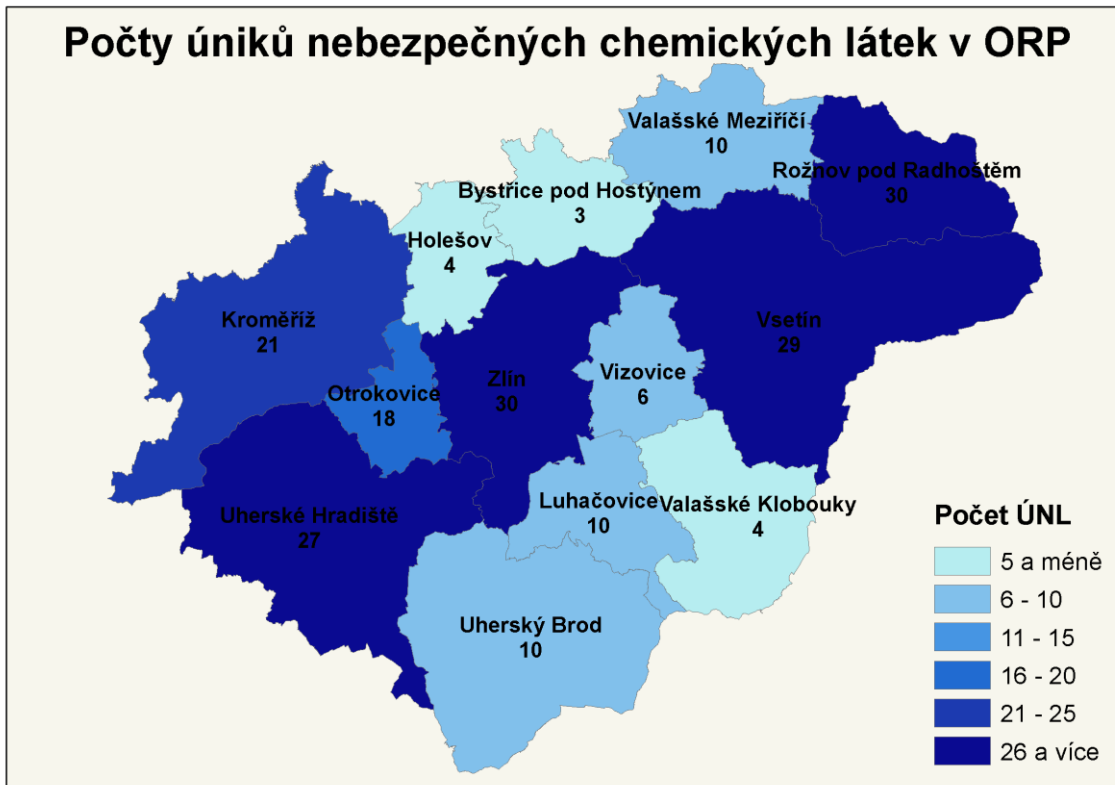 Počty úniků nebezpečných chemických látek v ORP
Valašské Meziříčí
10
Rožnov pod Radhoštěm
30
Bystřice pod Hostýnem
3
Holešov
4
Kroměříž
21
Vsetín
29
Zlín
30
Vizovice
6
Otrokovice
18
Uherské Hradiště
27
Luhačovice
10
Valašské Klobouky
4
Uherský Brod
10
Počet ÚNL
5 a méně
6 - 10
11 - 15
16 - 20
21 - 25
26 a více